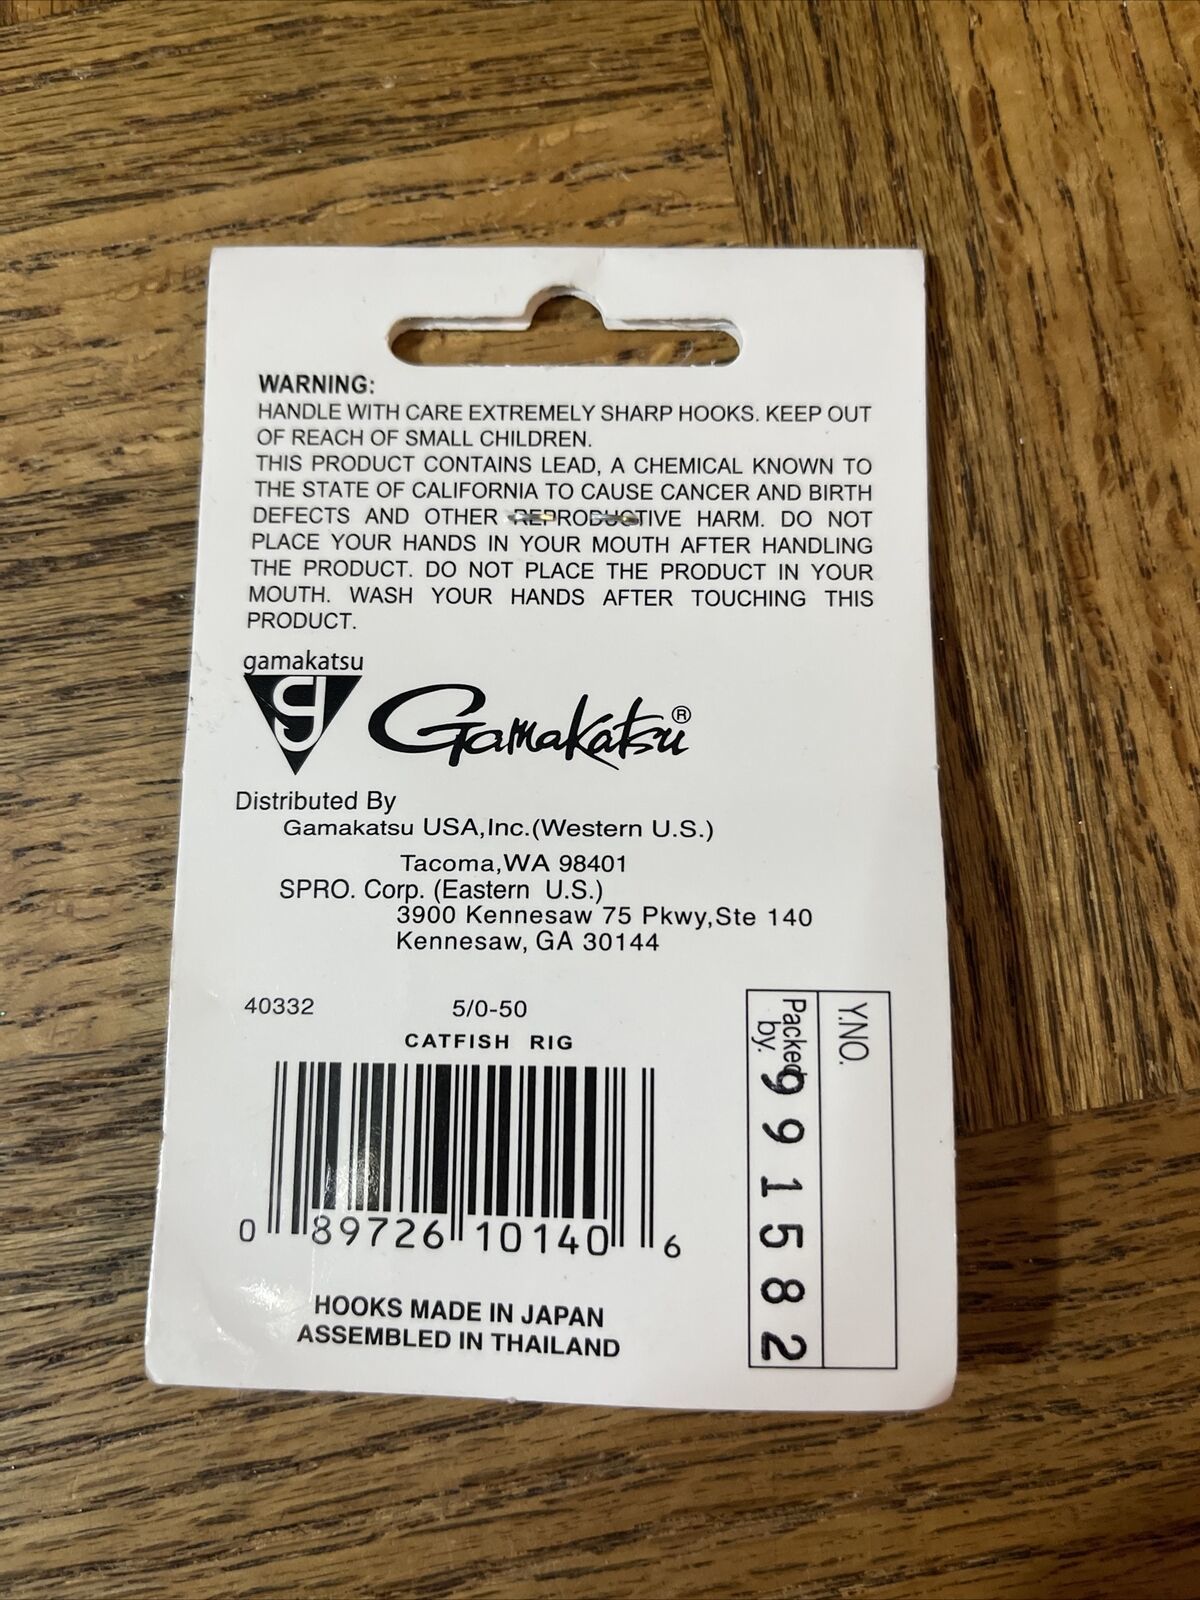 WARNING:
HANDLE WITH CARE EXTREMELY SHARP HOOKS. KEEP OUT
OF REACH OF SMALL CHILDREN.
THIS PRODUCT CONTAINS LEAD, A CHEMICAL KNOWN TO
THE STATE OF CALIFORNIA TO CAUSE CANCER AND BIRTH
DEFECTS AND OTHER REPRODUCTIVE HARM. DO NOT
PLACE YOUR HANDS IN YOUR MOUTH AFTER HANDLING
THE PRODUCT. DO NOT PLACE THE PRODUCT IN YOUR
MOUTH. WASH YOUR HANDS AFTER TOUCHING THIS
PRODUCT.
gamakatsu
g
Gamakatsu®
Distributed By
Gamakatsu USA,Inc.(Western U.S.)
Tacoma,WA 98401
SPRO. Corp. (Eastern U.S.)
3900 Kennesaw 75 Pkwy,Ste 140
Kennesaw, GA 30144
40332 5/0-50
CATFISH RIG
0 89726 10140 6
HOOKS MADE IN JAPAN
ASSEMBLED IN THAILAND
Y.NO.
Packed
by.
991582